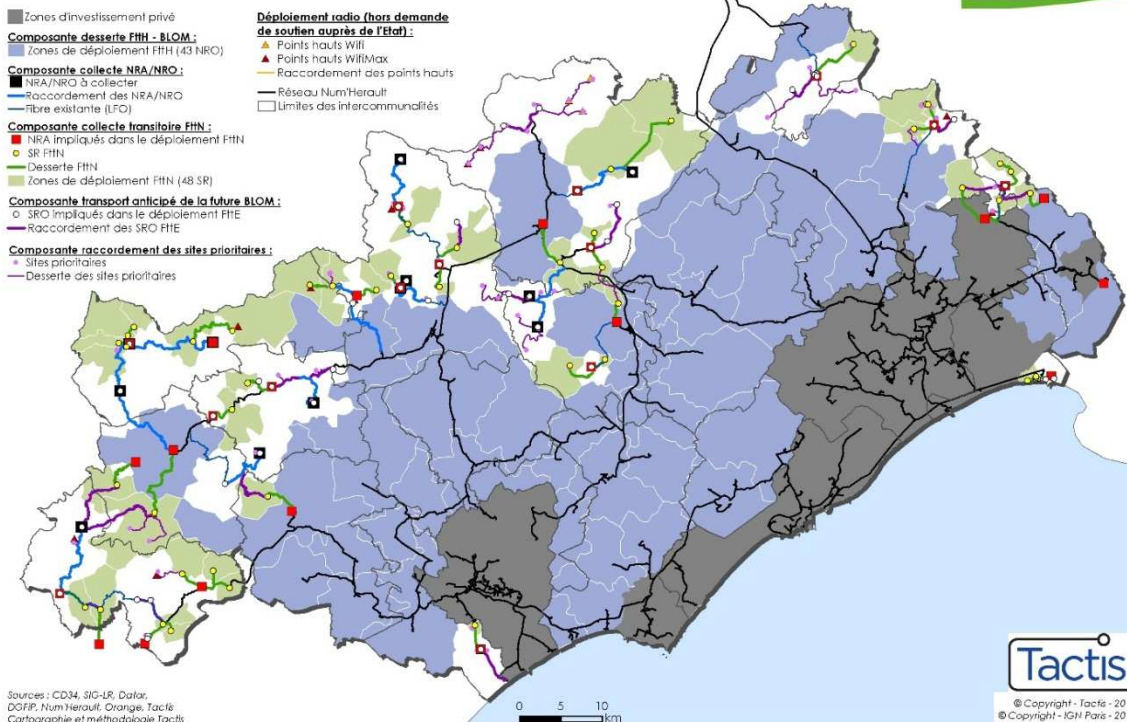 Zones d'investissement privé
Composante desserte FttH - BLOM :
Zones de déploiement FttH (43 NRO)
Composante collecte NRA/NRO :
NRA/NRO à collecter
Raccordement des NRA/NRO
Fibre existante (LFO)
Composante collecte transitoire FttN :
NRA impliqués dans le déploiement FttN
SR FttN
Desserte FttN
Zones de déploiement FttN (48 SR)
Composante transport anticipé de la future BLOM :
SRO impliqués dans le déploiement FttE
Raccordement des SRO FttE
Composante raccordement des sites prioritaires :
Sites prioritaires
Desserte des sites prioritaires
Déploiement radio (hors demande
de soutien auprès de l'Etat) :
Points hauts Wifi
Points hauts WifiMax
Raccordement des points hauts
Réseau Num'Herault
Limites des intercommunalités
Sources : CD34, SIG-LR, Datar,
DGFiP, Num'Herault, Orange, Tactis
Cartographie et méthodologie Tactis
0 5 10
km
Tactis
© Copyright - Tactis - 20
© Copyright - IGN Paris - 20